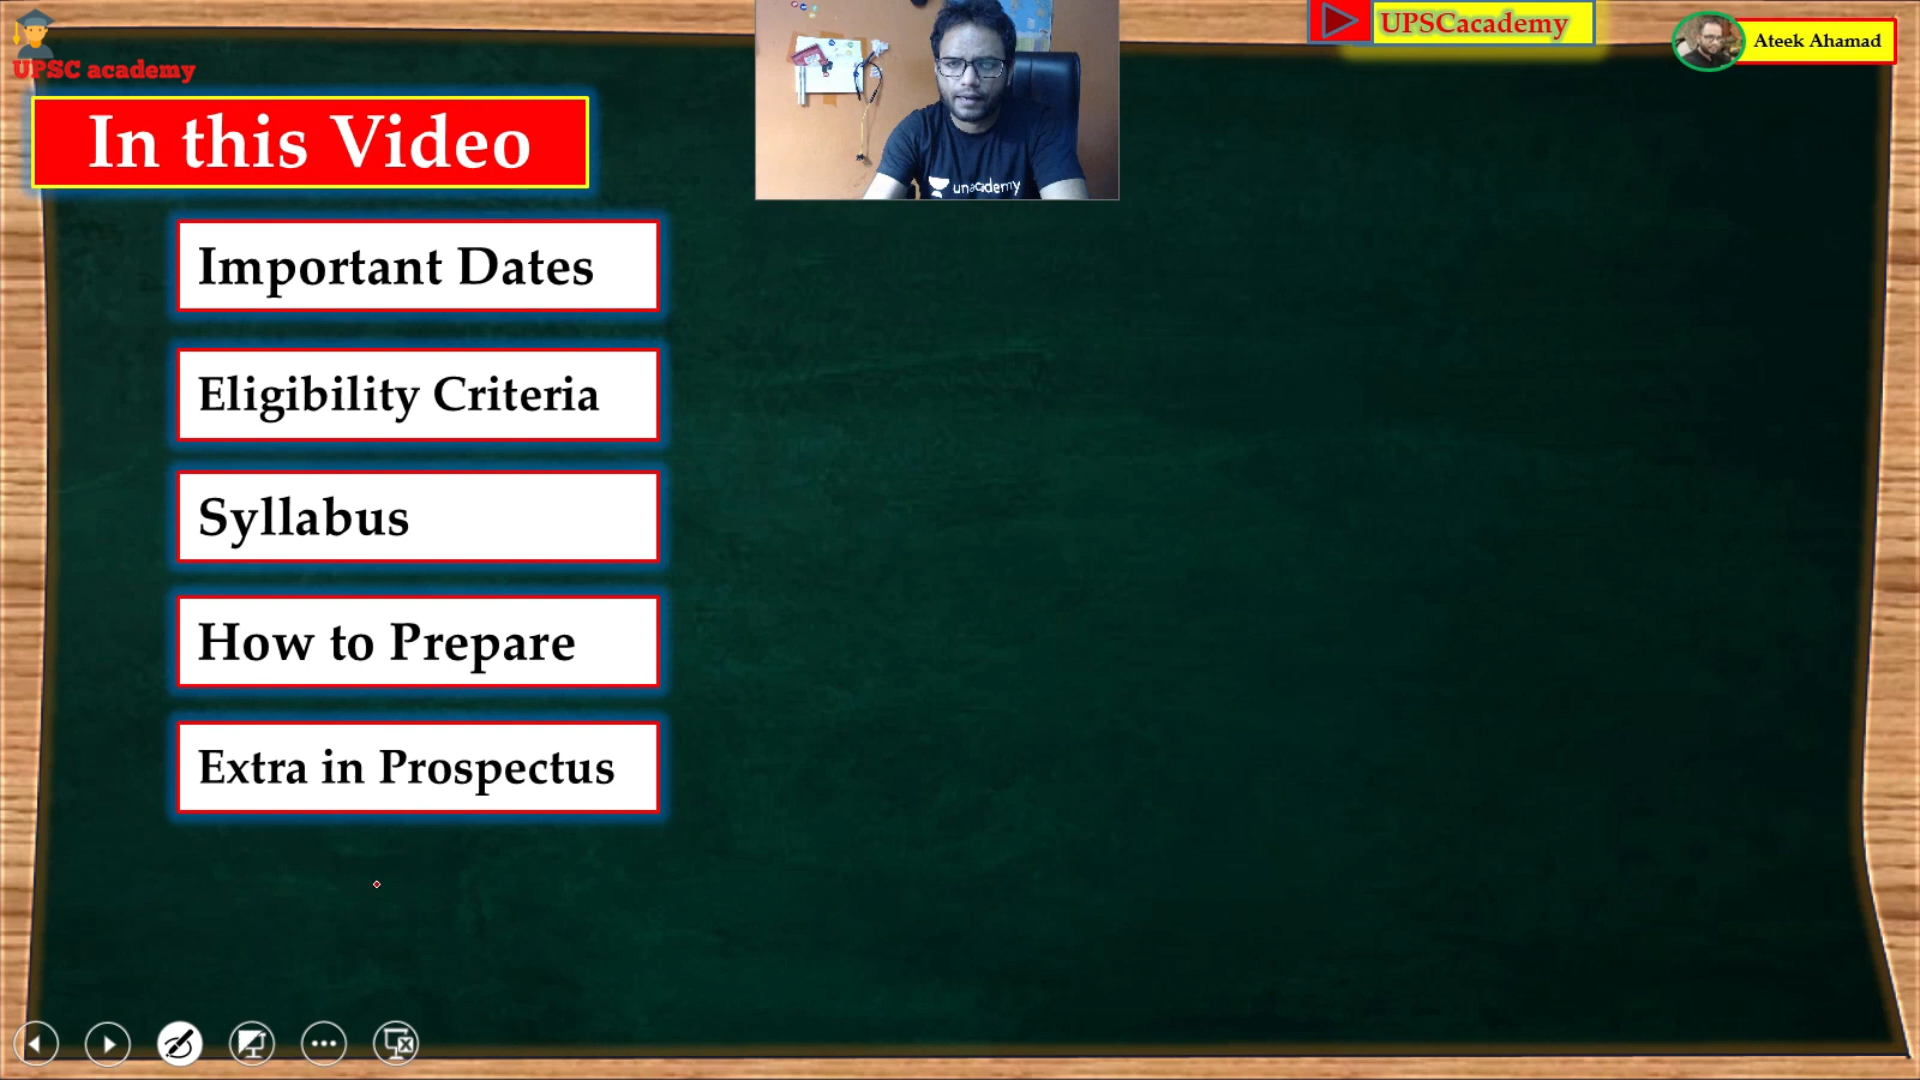 UPSC academy
UPSCacademy
Ateek Ahamad
In this Video
unacademy
Important Dates
Eligibility Criteria
Syllabus
How to Prepare
Extra in Prospectus